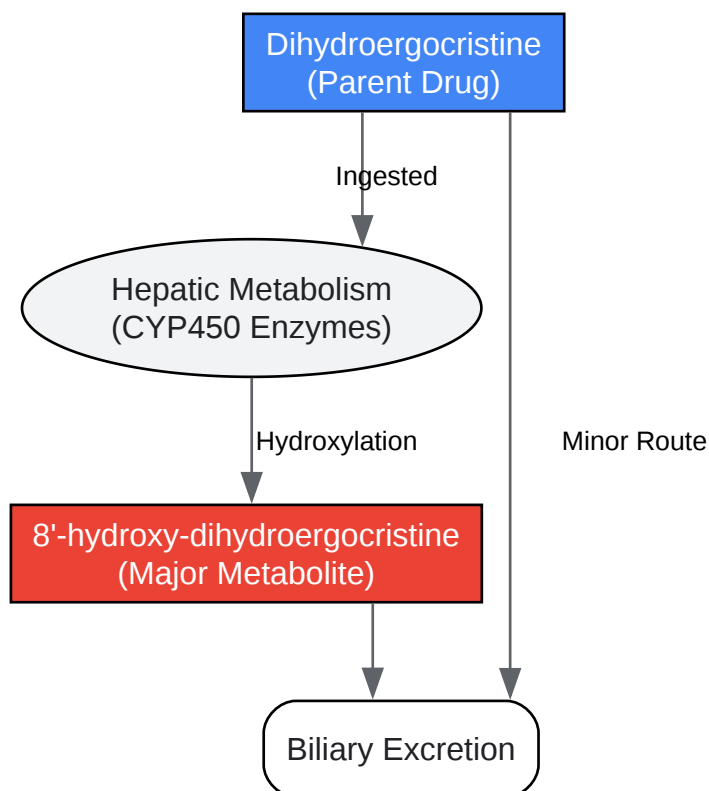 Dihydroergocristine
(Parent Drug)
Ingested
Hepatic Metabolism
(CYP450 Enzymes)
Hydroxylation
Minor Route
8'-hydroxy-dihydroergocristine
(Major Metabolite)
Biliary Excretion